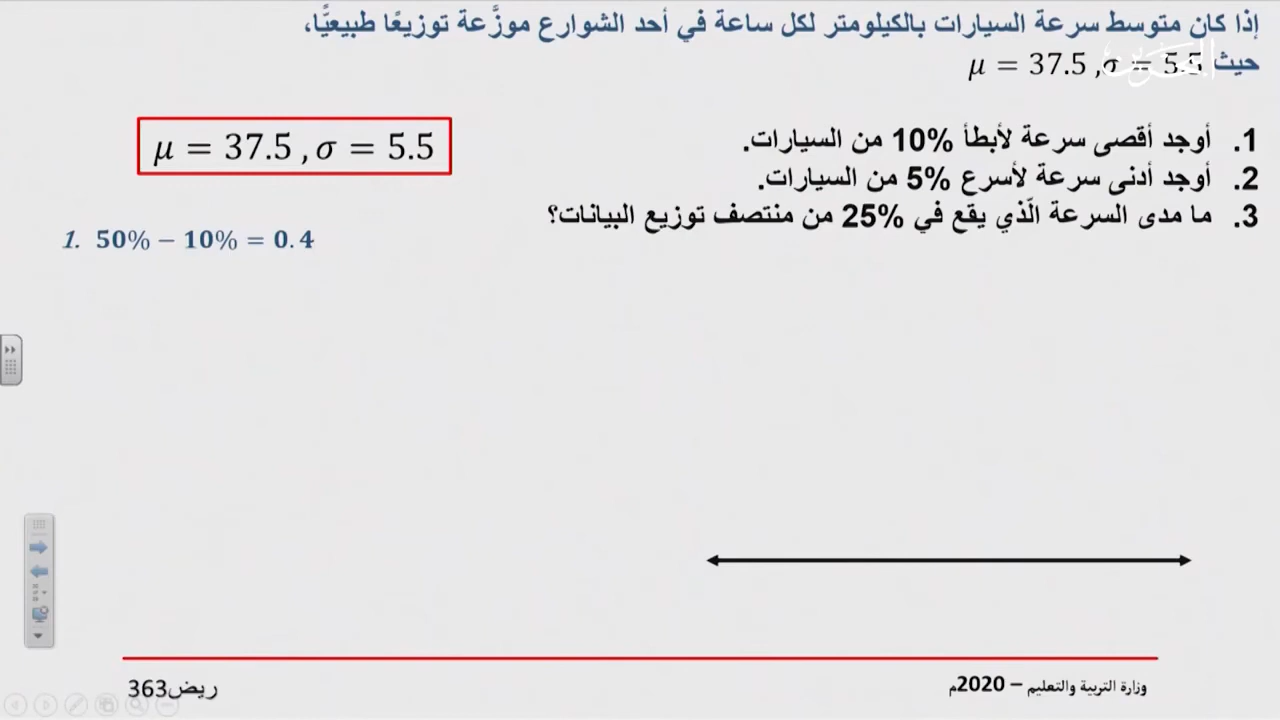 إذا كان متوسط سرعة السيارات بالكيلومتر لكل ساعة في أحد الشوارع موزَّعة توزيعًا طبيعيًّا،
حيث μ = 37.5 ,σ = 5.5
البحرين
μ = 37.5 ,σ = 5.5
1. أوجد أقصى سرعة لأبطأ 10% من السيارات.
2. أوجد أدنى سرعة لأسرع 5% من السيارات.
3. ما مدى السرعة الّذي يقع في 25% من منتصف توزيع البيانات؟
1. 50% − 10% = 0.4
وزارة التربية والتعليم – 2020م
ريض363